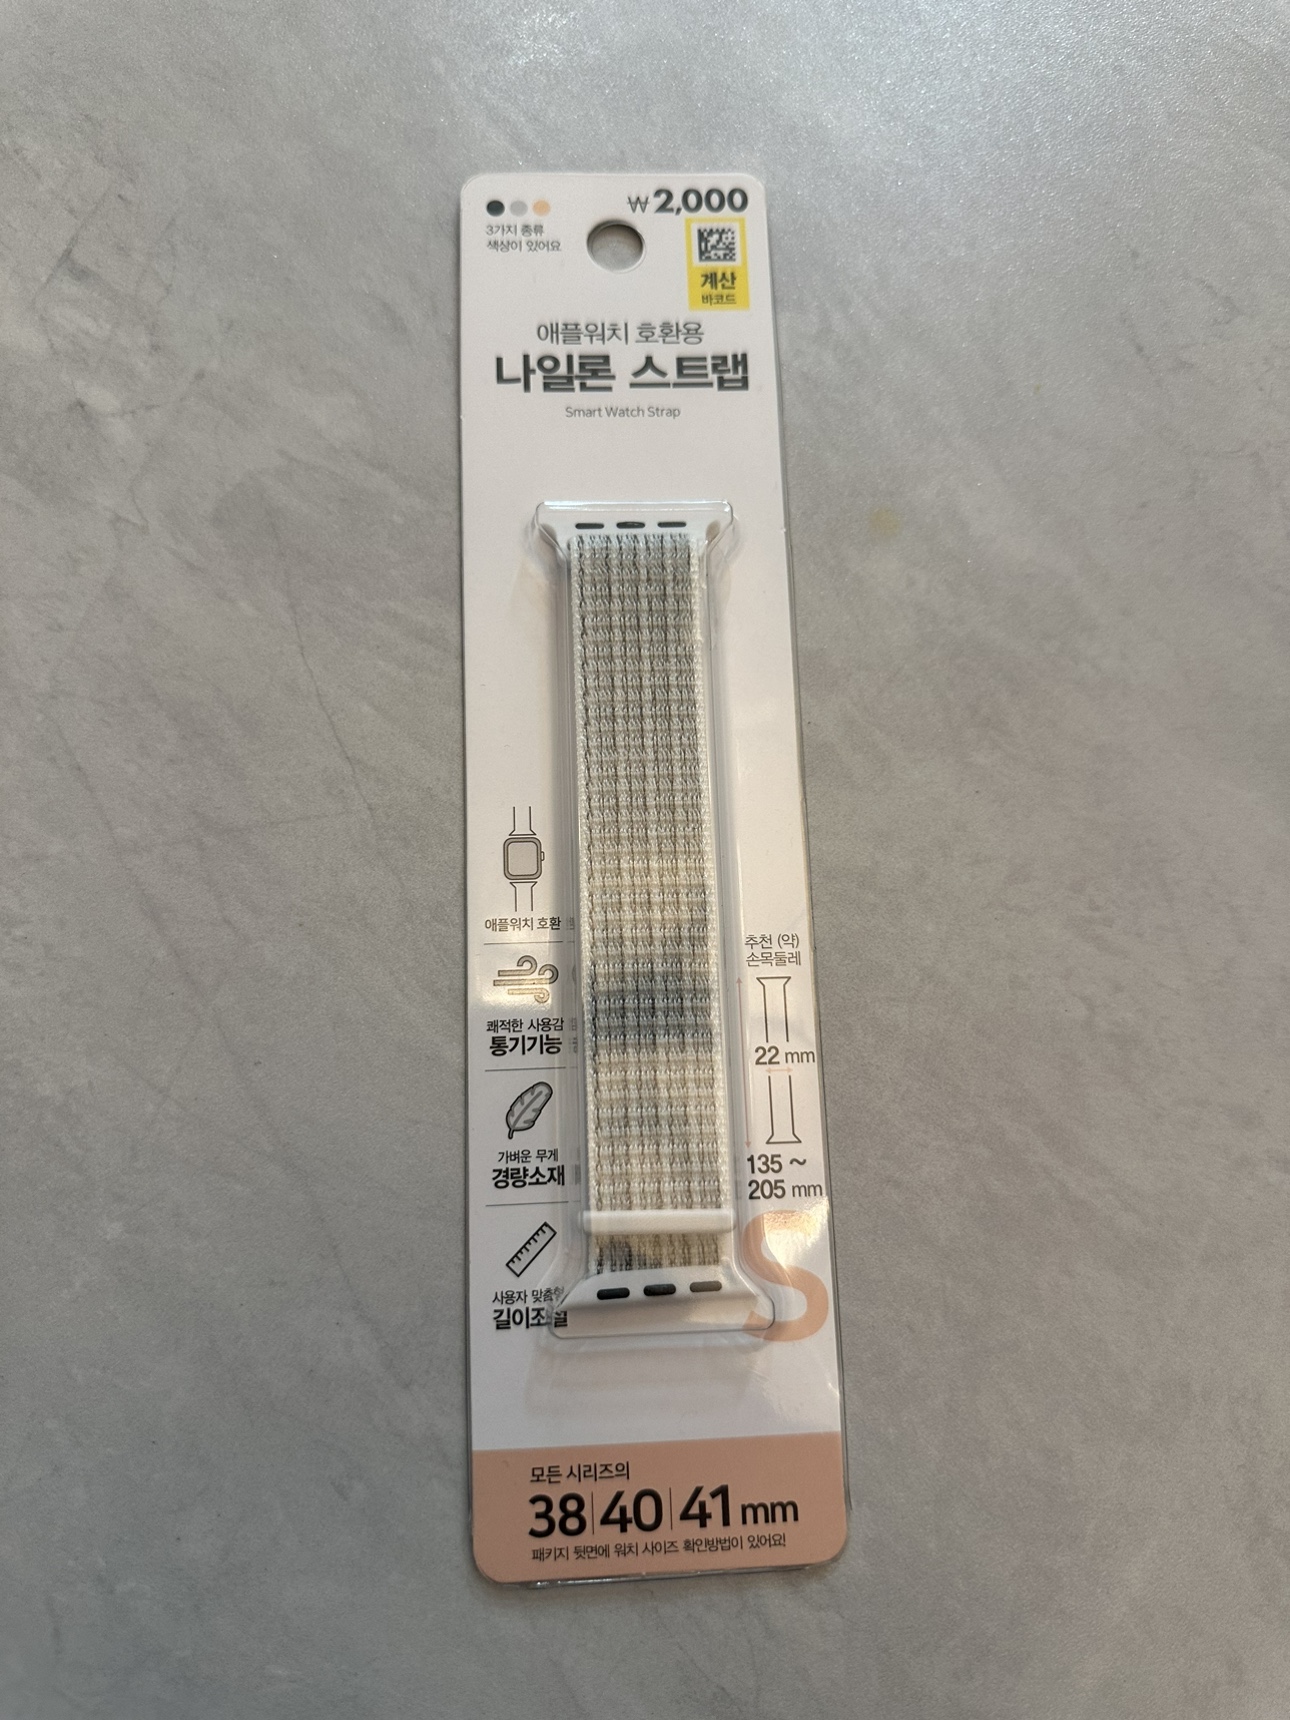 ₩2,000
3가지 종류
색상이 있어요
계산
바코드
애플워치 호환용
나일론 스트랩
Smart Watch Strap
애플워치 호환
쾌적한 사용감
통기기능
가벼운 무게
경량소재
사용자 맞춤형
길이조절
추천 (약)
손목둘레
22 mm
135 ~
205 mm
S
모든 시리즈의
38|40|41mm
패키지 뒷면에 워치 사이즈 확인방법이 있어요!